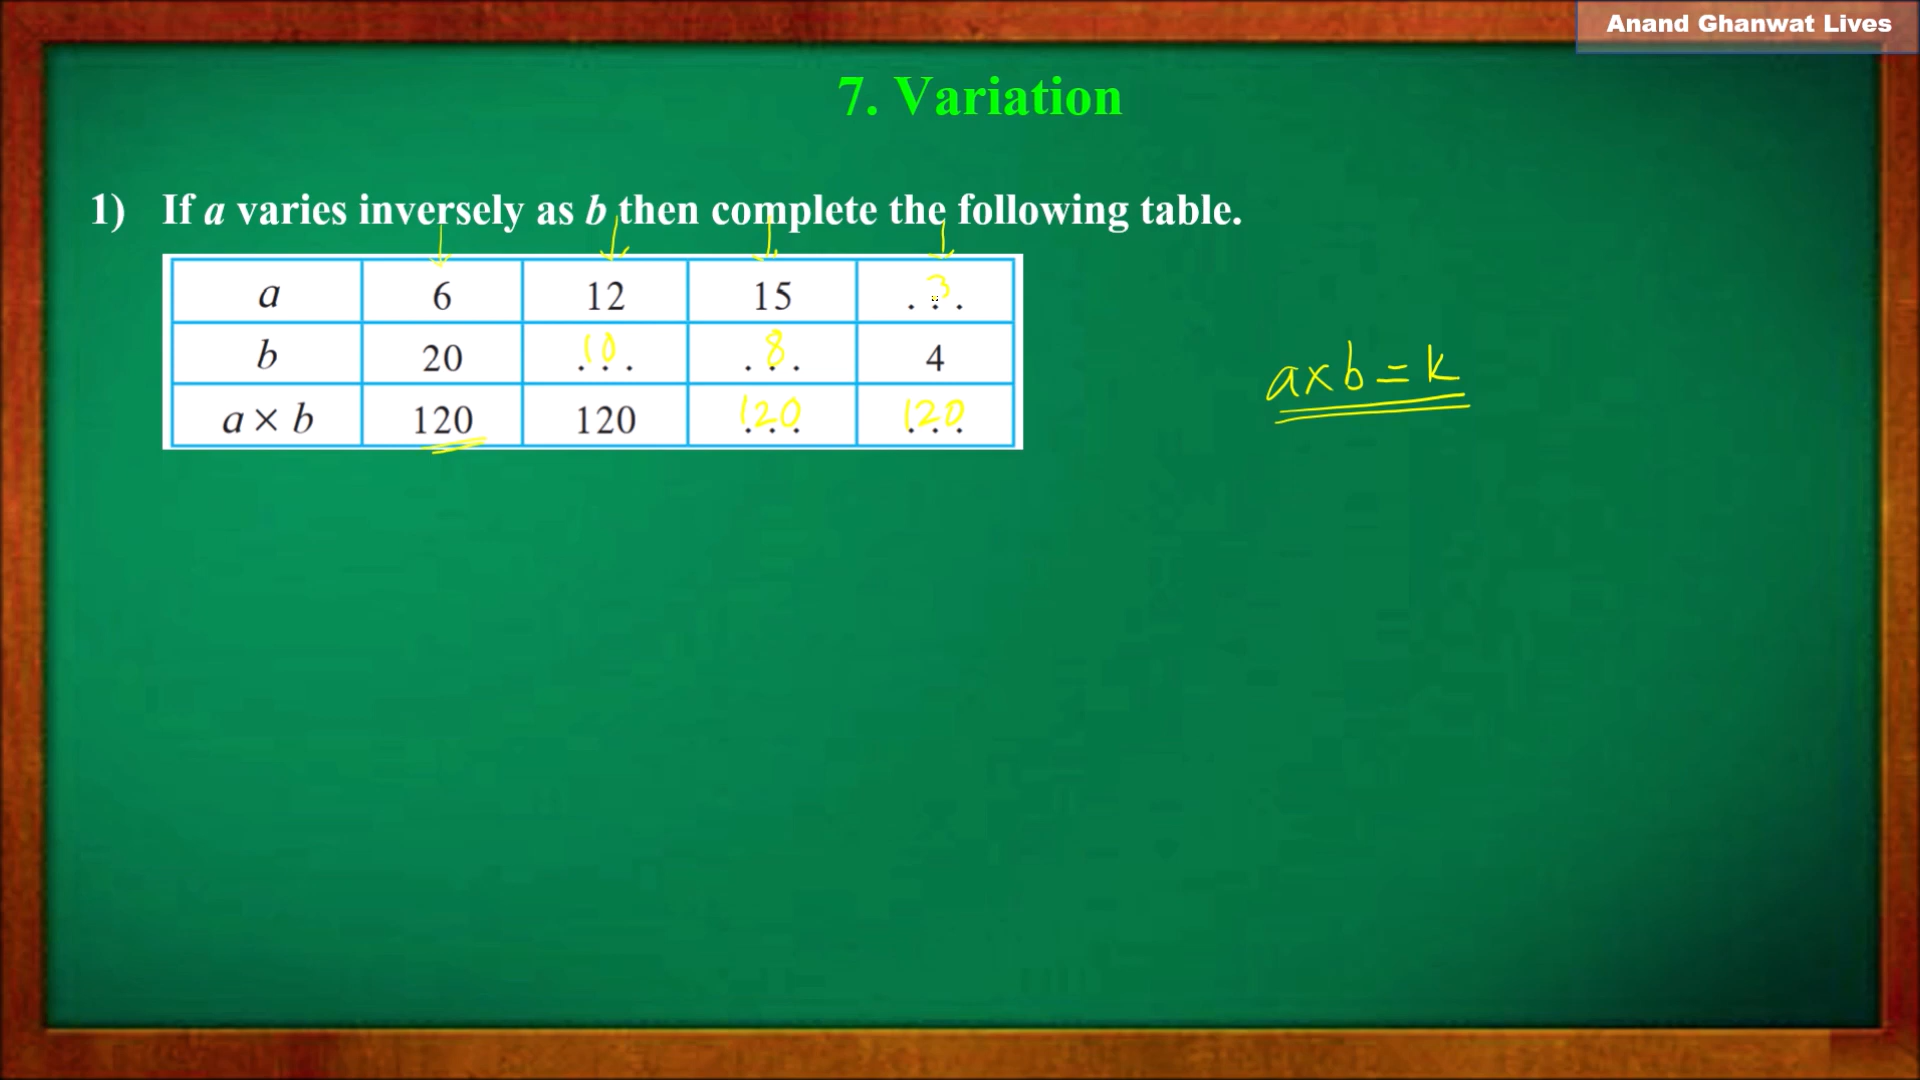 Anand Ghanwat Lives
7. Variation
1) If a varies inversely as b then complete the following table.
a 6 12 15 . . . 3
b 20 . . . 10 . . . 8 4
a × b 120 120 . . . 120 . . . 120
a×b=k